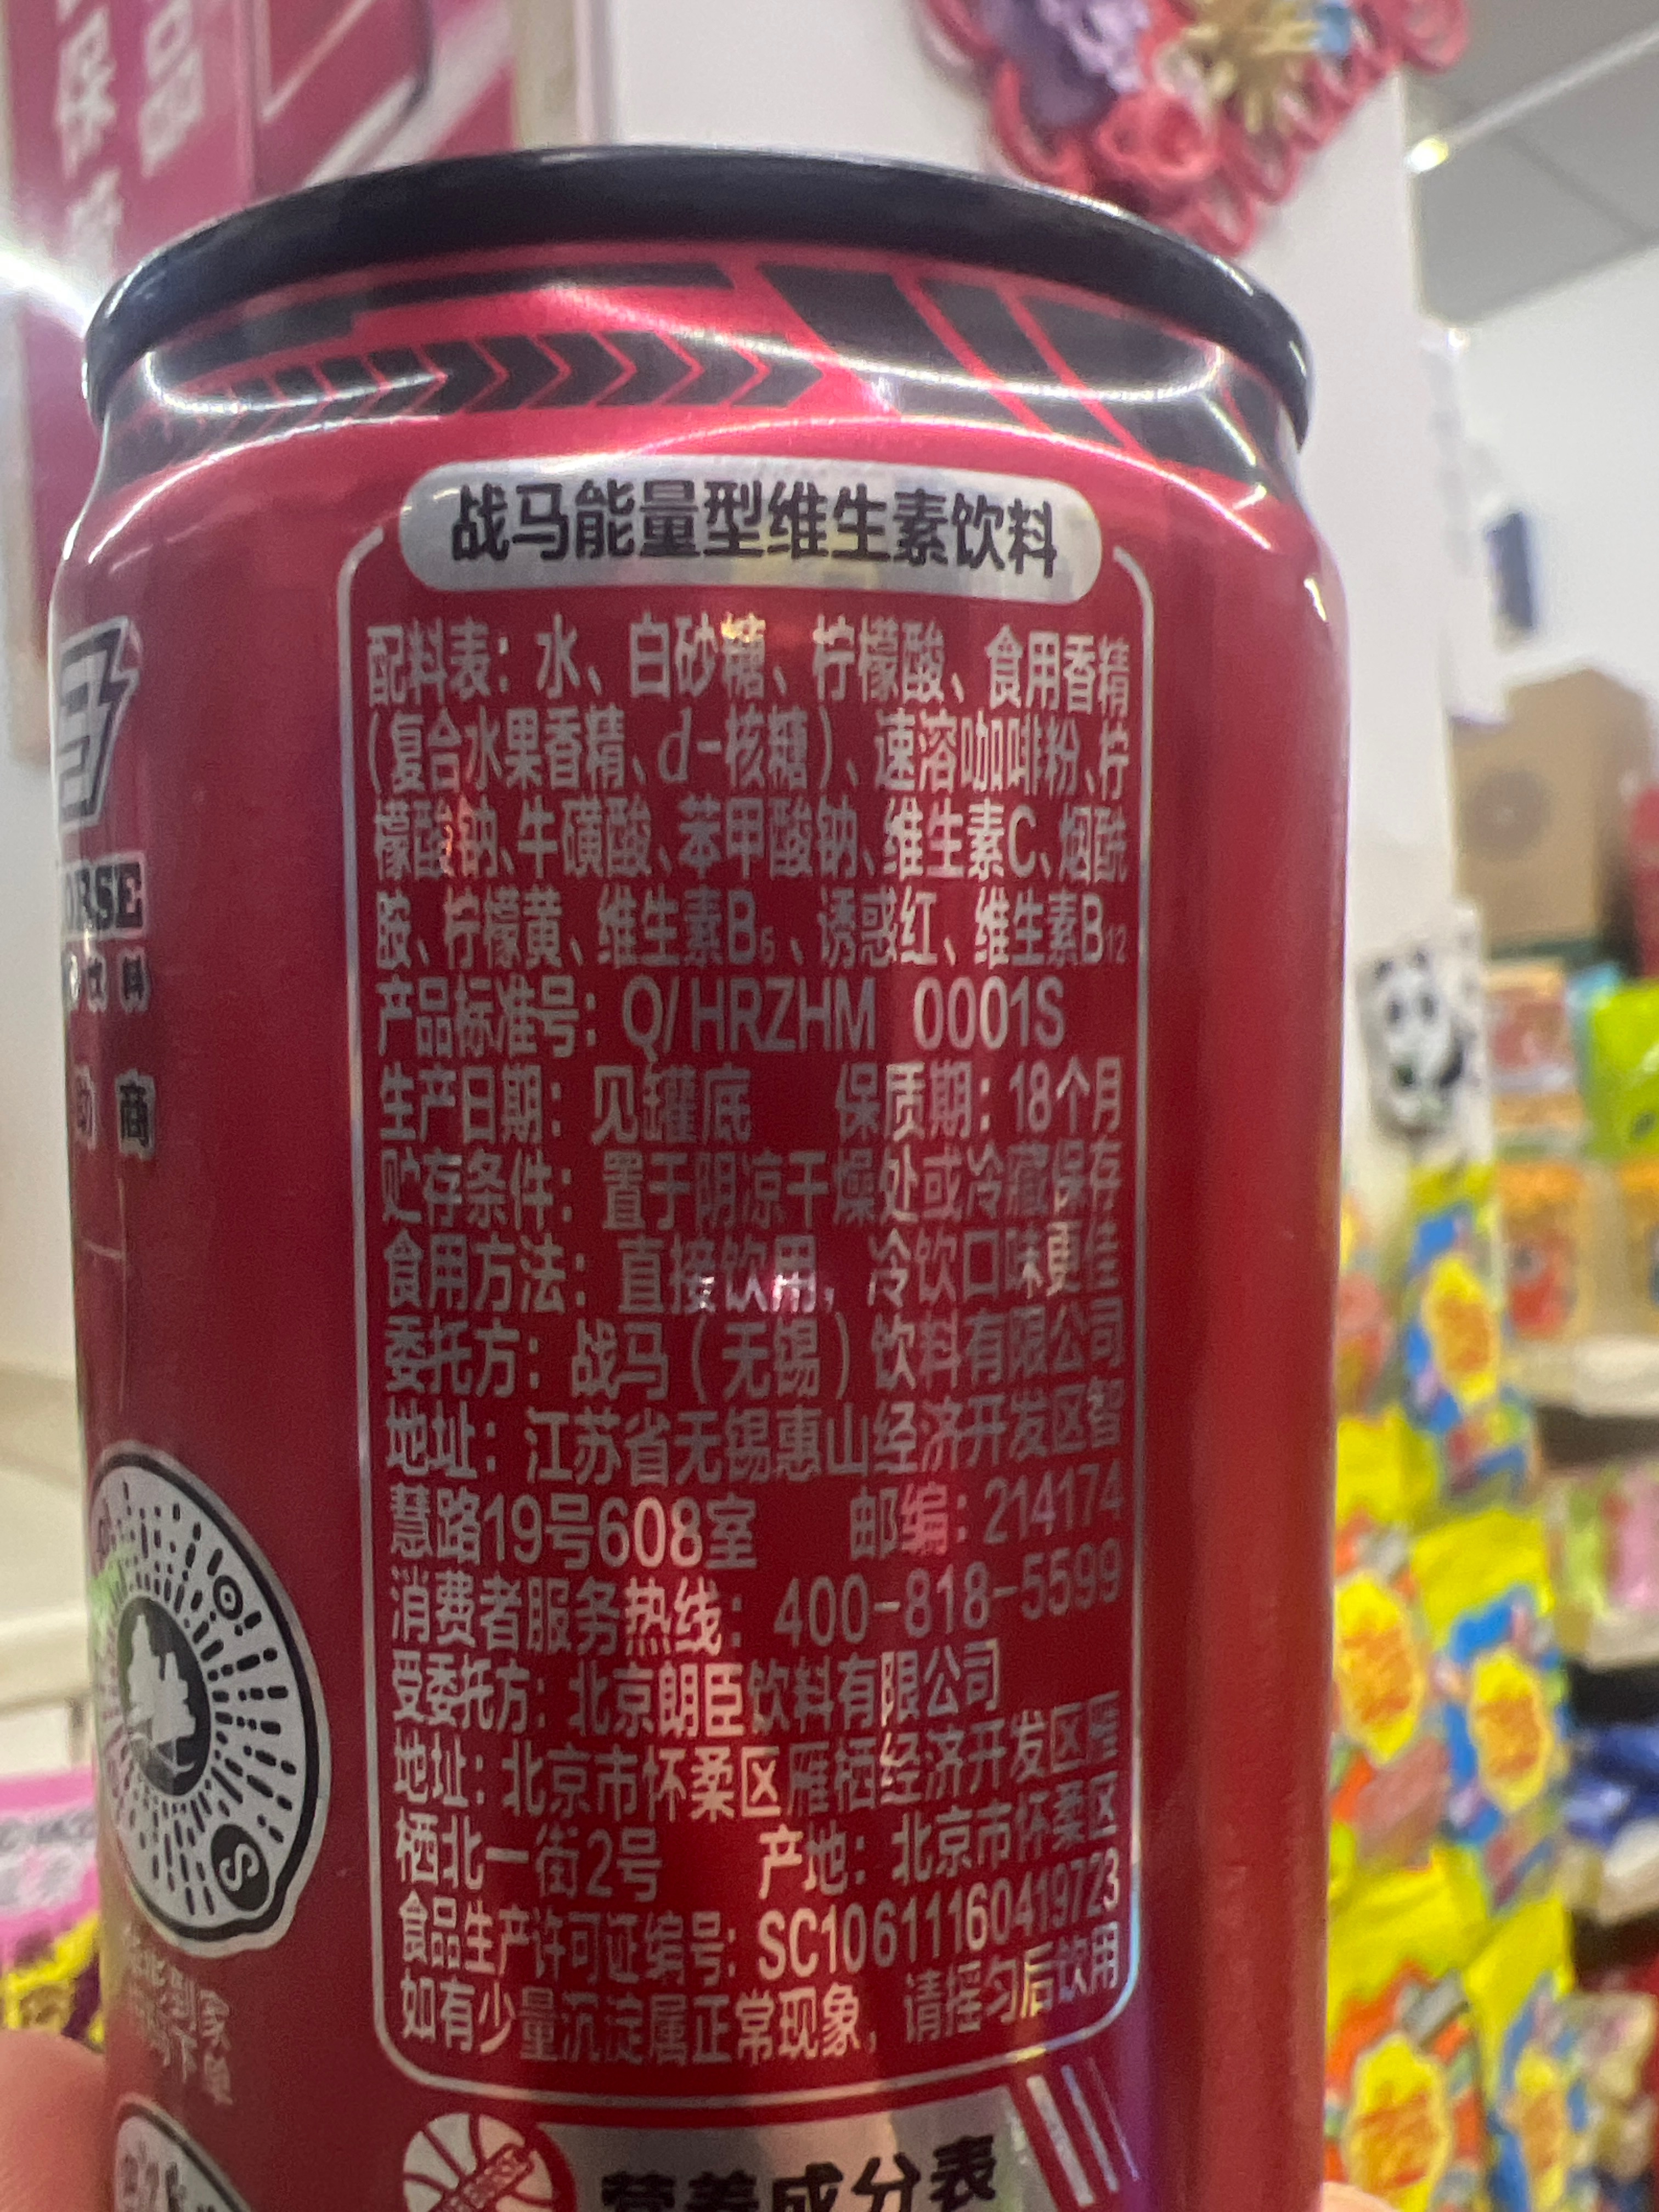 战马能量型维生素饮料
配料表：水、白砂糖、柠檬酸、食用香精
（复合水果香精、d-核糖）、速溶咖啡粉、柠
檬酸钠、牛磺酸、苯甲酸钠、维生素C、烟酰
胺、柠檬黄、维生素B₆、诱惑红、维生素B₁₂
产品标准号：Q/HRZHM 0001S
生产日期：见罐底 保质期：18个月
贮存条件：置于阴凉干燥处或冷藏保存
食用方法：直接饮用，冷饮口味更佳
委托方：战马（无锡）饮料有限公司
地址：江苏省无锡惠山经济开发区智
慧路19号608室 邮编：214174
消费者服务热线：400-818-5599
受委托方：北京朗臣饮料有限公司
地址：北京市怀柔区雁栖经济开发区雁
栖北一街2号 产地：北京市怀柔区
食品生产许可证编号：SC10611160419723
如有少量沉淀属正常现象，请摇匀后饮用
营养成分表
ORSE
饮料
商